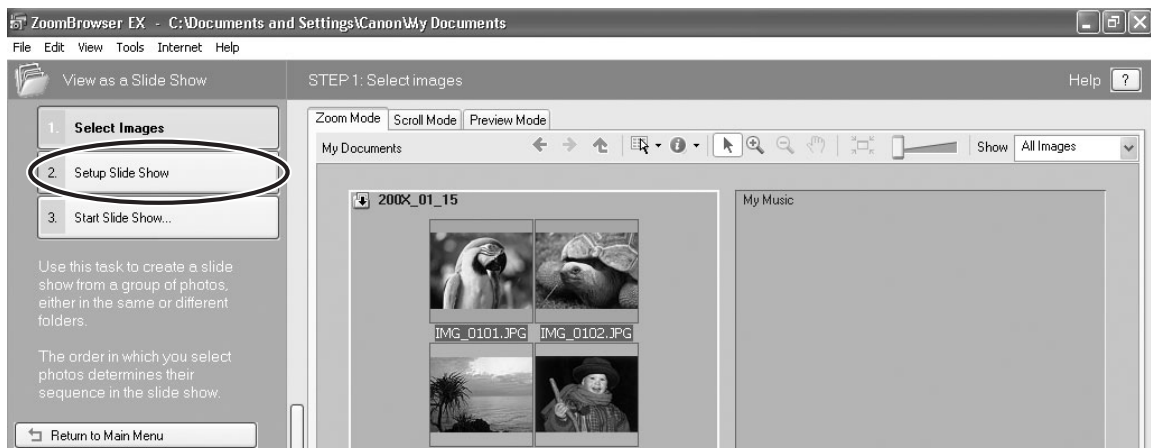 ZoomBrowser EX - C:\Documents and Settings\Canon\My Documents
File Edit View Tools Internet Help
View as a Slide Show
STEP 1: Select images
Help ?
1. Select Images
2. Setup Slide Show
3. Start Slide Show...
Use this task to create a slide
show from a group of photos,
either in the same or different
folders.
The order in which you select
photos determines their
sequence in the slide show.
Return to Main Menu
Zoom Mode Scroll Mode Preview Mode
My Documents
Show All Images
200X_01_15
IMG_0101.JPG IMG_0102.JPG
My Music